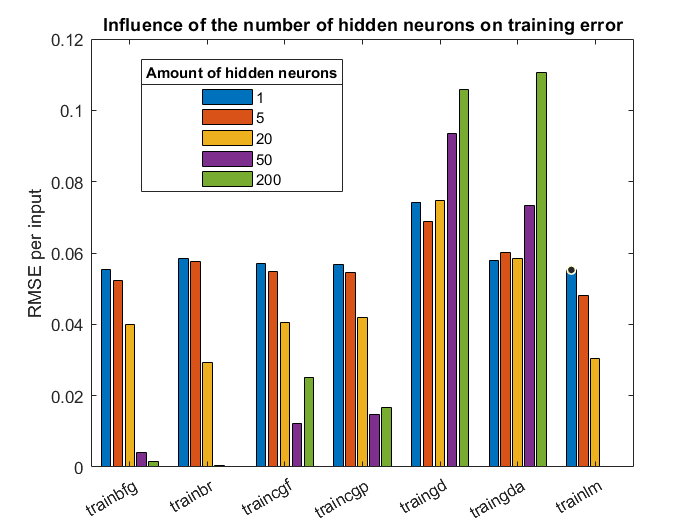 Influence of the number of hidden neurons on training error
0.12
0.1
0.08
0.06
0.04
0.02
0
RMSE per input
Amount of hidden neurons
1
5
20
50
200
trainbfg
trainbr
traincgf
traincgp
traingd
traingda
trainlm